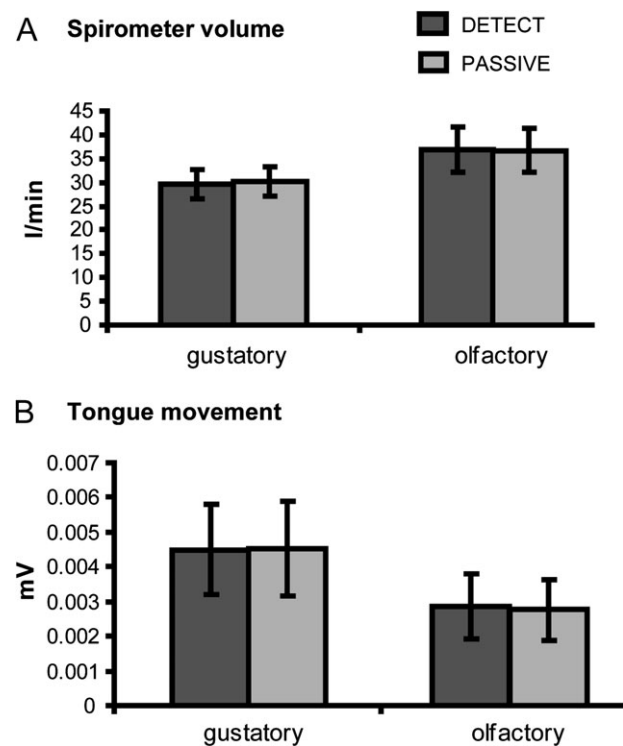 A Spirometer volume
DETECT
PASSIVE
45
40
35
30
25
20
15
10
5
0
l/min
gustatory
olfactory
B Tongue movement
0.007
0.006
0.005
0.004
0.003
0.002
0.001
0
mV
gustatory
olfactory